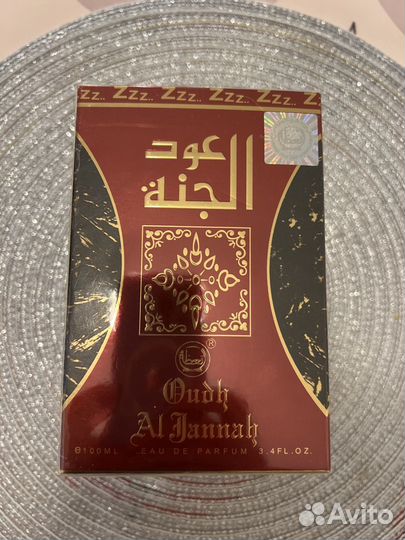 Zzz.. Zzz.. Zzz.. Zzz.. Zzz..
عود
الجنة
®
Oudh
Al Jannah
℮100ML EAU DE PARFUM 3.4FL.OZ.
Avito